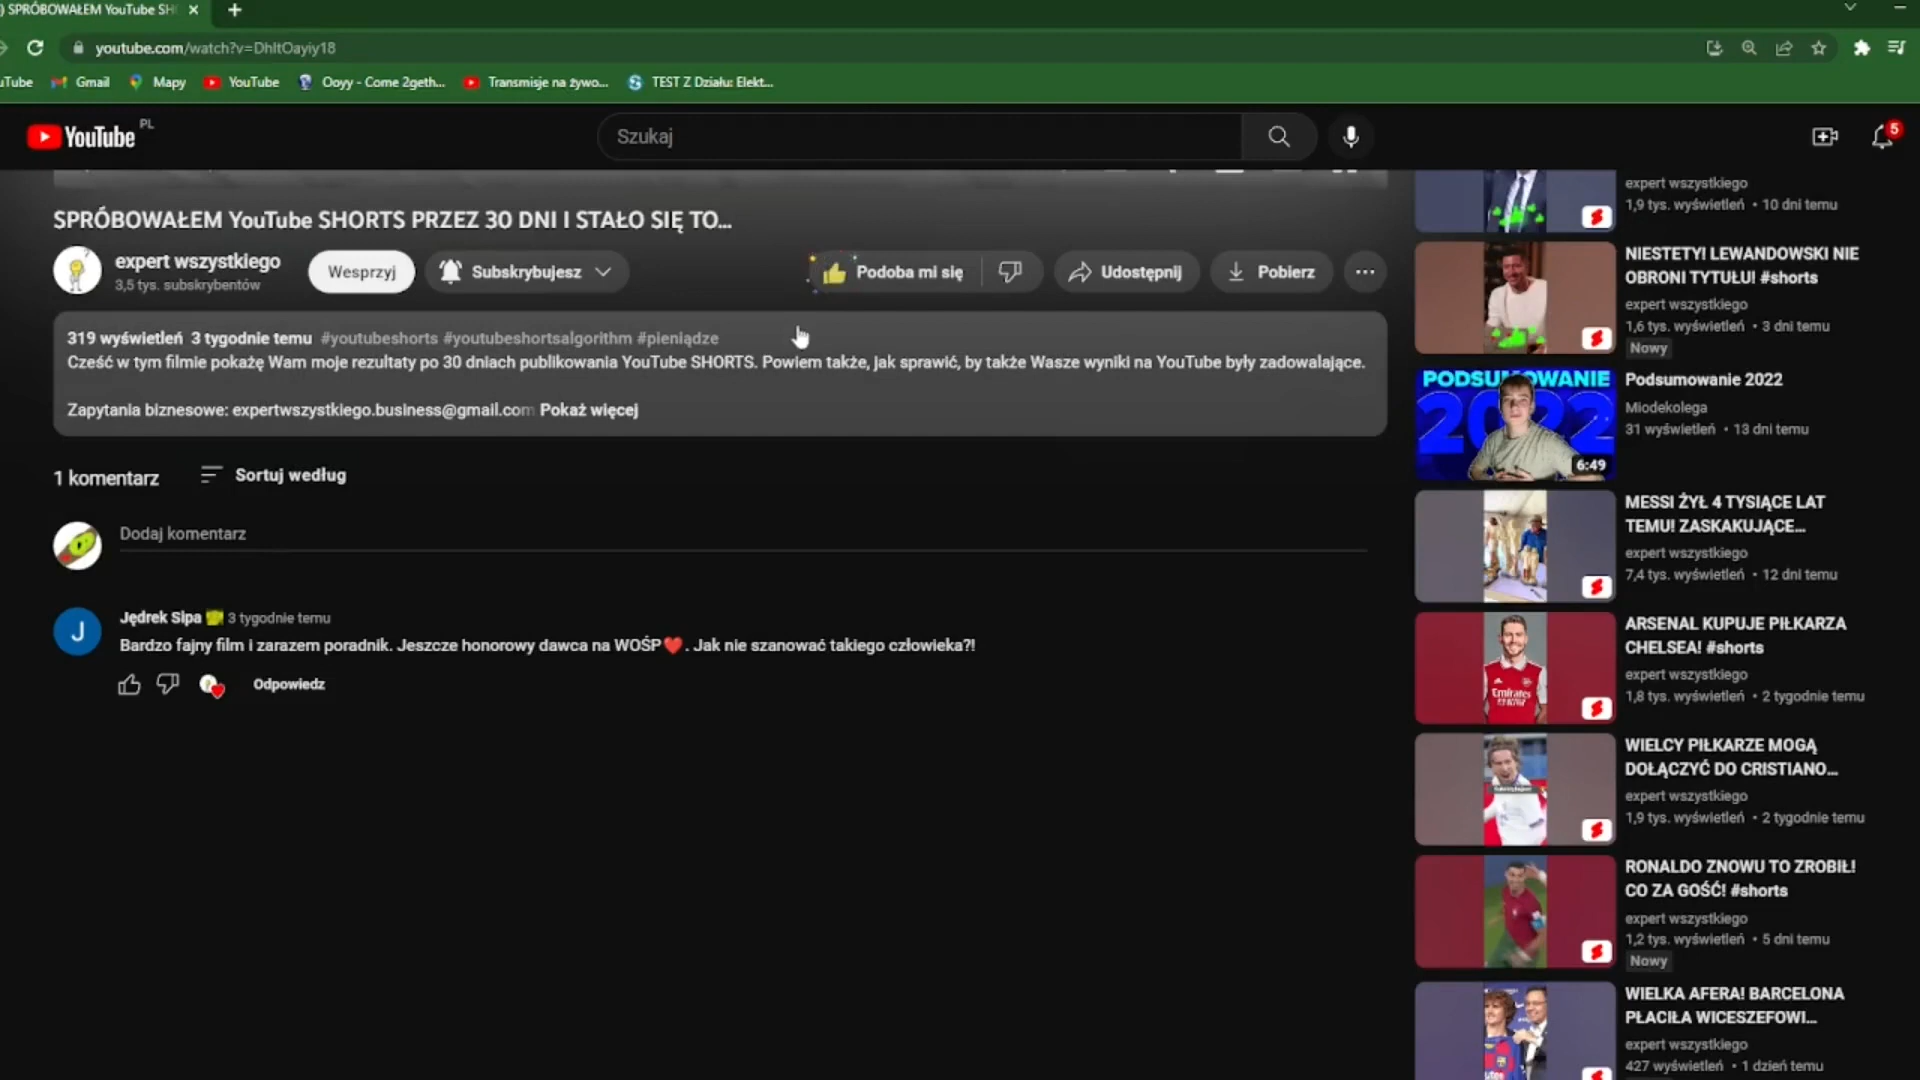 ) SPRÓBOWAŁEM YouTube SH
youtube.com/watch?v=DhltOayiy18
uTube
Gmail
Mapy
YouTube
Ooyy - Come 2geth...
Transmisje na żywo...
TEST Z Działu: Elekt...
YouTube PL
Szukaj
5
SPRÓBOWAŁEM YouTube SHORTS PRZEZ 30 DNI I STAŁO SIĘ TO...
expert wszystkiego
3,5 tys. subskrybentów
Wesprzyj
Subskrybujesz
Podoba mi się
Udostępnij
Pobierz
319 wyświetleń 3 tygodnie temu #youtubeshorts #youtubeshortsalgorithm #pieniądze
Cześć w tym filmie pokażę Wam moje rezultaty po 30 dniach publikowania YouTube SHORTS. Powiem także, jak sprawić, by także Wasze wyniki na YouTube były zadowalające.
Zapytania biznesowe: expertwszystkiego.business@gmail.com Pokaż więcej
1 komentarz
Sortuj według
Dodaj komentarz
J
Jędrek Sipa 3 tygodnie temu
Bardzo fajny film i zarazem poradnik. Jeszcze honorowy dawca na WOŚP❤️. Jak nie szanować takiego człowieka?!
Odpowiedz
expert wszystkiego
1,9 tys. wyświetleń • 10 dni temu
NIESTETY! LEWANDOWSKI NIE
OBRONI TYTUŁU! #shorts
expert wszystkiego
1,6 tys. wyświetleń • 3 dni temu
Nowy
PODSUMOWANIE
2022
6:49
Podsumowanie 2022
Miodekolega
31 wyświetleń • 13 dni temu
MESSI ŻYŁ 4 TYSIĄCE LAT
TEMU! ZASKAKUJĄCE...
expert wszystkiego
7,4 tys. wyświetleń • 12 dni temu
Emirates
ARSENAL KUPUJE PIŁKARZA
CHELSEA! #shorts
expert wszystkiego
1,8 tys. wyświetleń • 2 tygodnie temu
WIELCY PIŁKARZE MOGĄ
DOŁĄCZYĆ DO CRISTIANO...
expert wszystkiego
1,9 tys. wyświetleń • 2 tygodnie temu
RONALDO ZNOWU TO ZROBIŁ!
CO ZA GOŚĆ! #shorts
expert wszystkiego
1,2 tys. wyświetleń • 5 dni temu
Nowy
WIELKA AFERA! BARCELONA
PŁACIŁA WICESZEFOWI...
expert wszystkiego
427 wyświetleń • 1 dzień temu